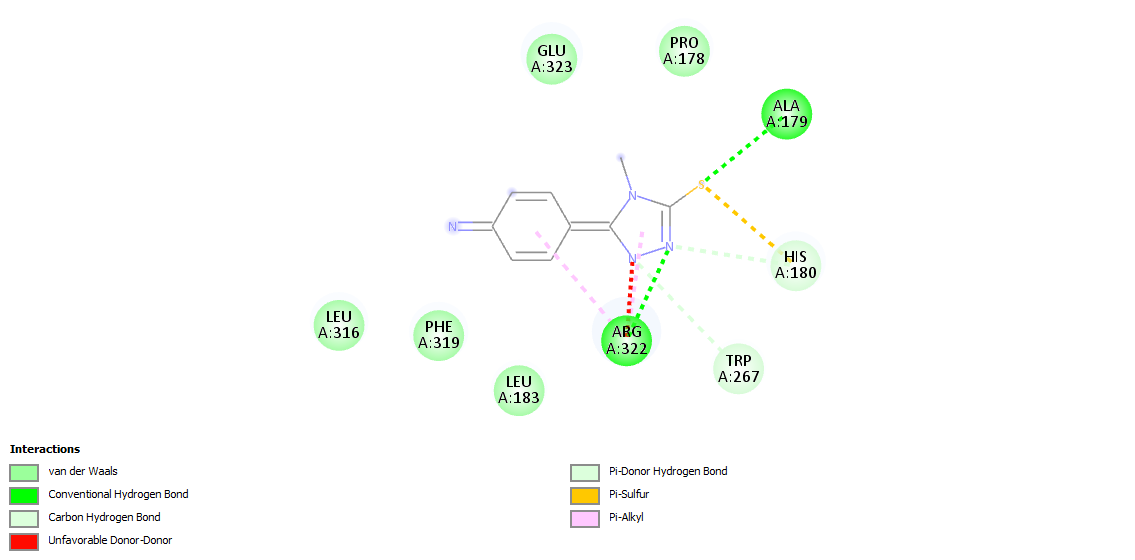 GLU
A:323
PRO
A:178
ALA
A:179
S
N
N
N
N
HIS
A:180
LEU
A:316
PHE
A:319
ARG
A:322
TRP
A:267
LEU
A:183
Interactions
van der Waals
Conventional Hydrogen Bond
Carbon Hydrogen Bond
Unfavorable Donor-Donor
Pi-Donor Hydrogen Bond
Pi-Sulfur
Pi-Alkyl